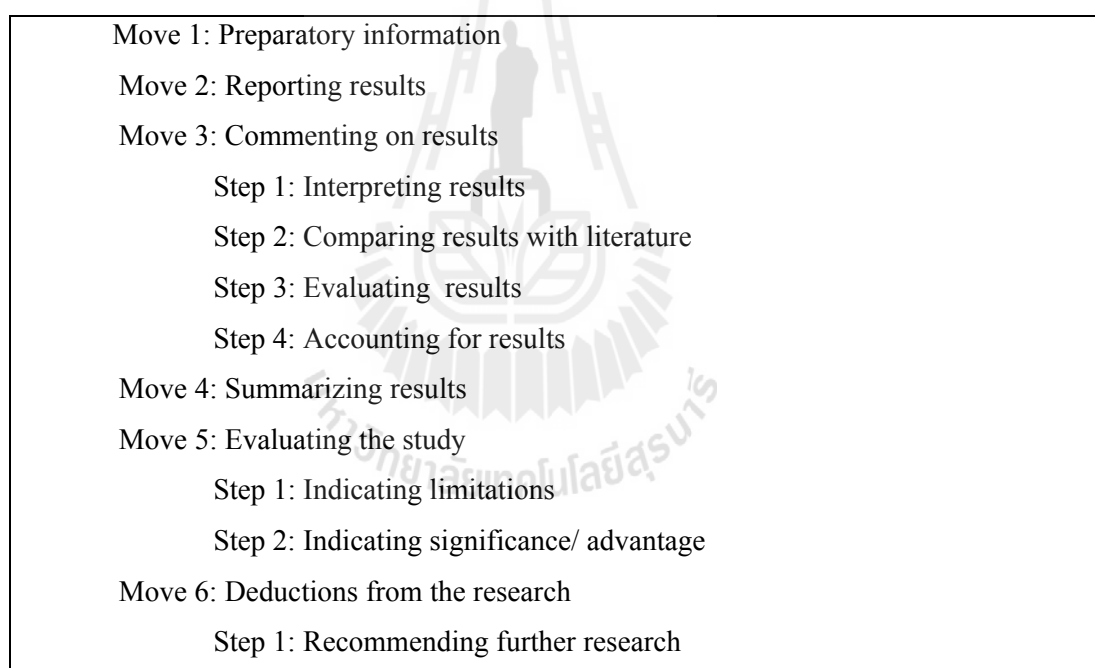 Move 1: Preparatory information
Move 2: Reporting results
Move 3: Commenting on results
Step 1: Interpreting results
Step 2: Comparing results with literature
Step 3: Evaluating results
Step 4: Accounting for results
Move 4: Summarizing results
Move 5: Evaluating the study
Step 1: Indicating limitations
Step 2: Indicating significance/ advantage
Move 6: Deductions from the research
Step 1: Recommending further research